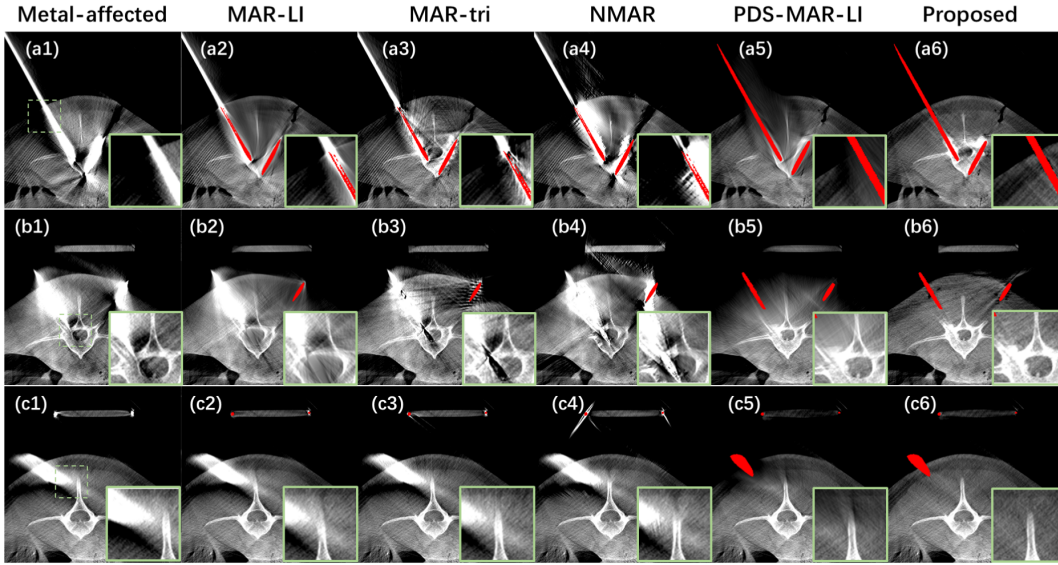 Metal-affected MAR-LI MAR-tri NMAR PDS-MAR-LI Proposed
(a1) (a2) (a3) (a4) (a5) (a6)
(b1) (b2) (b3) (b4) (b5) (b6)
(c1) (c2) (c3) (c4) (c5) (c6)